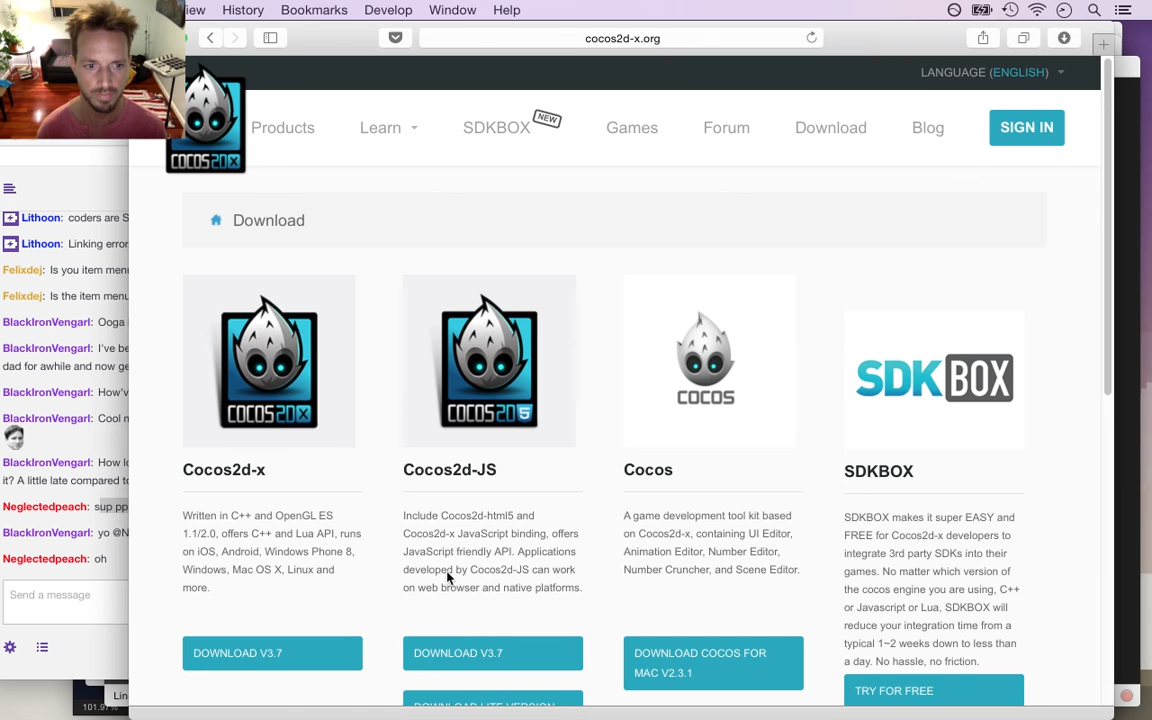 iew History Bookmarks Develop Window Help
cocos2d-x.org
LANGUAGE (ENGLISH)
COCOS2DX
Products Learn SDKBOX NEW Games Forum Download Blog SIGN IN
Download
Lithoon: coders are S
Lithoon: Linking error
Felixdej: Is you item menu
Felixdej: Is the item menu
BlackIronVengarl: Ooga
BlackIronVengarl: I've be
dad for awhile and now ge
BlackIronVengarl: How'v
BlackIronVengarl: Cool n
BlackIronVengarl: How lo
it? A little late compared to
Neglectedpeach: sup pp
BlackIronVengarl: yo @N
Neglectedpeach: oh
Send a message
101.97%
Lin
COCOS2DX
Cocos2d-x
Written in C++ and OpenGL ES
1.1/2.0, offers C++ and Lua API, runs
on iOS, Android, Windows Phone 8,
Windows, Mac OS X, Linux and
more.
DOWNLOAD V3.7
COCOS2D 5
Cocos2d-JS
Include Cocos2d-html5 and
Cocos2d-x JavaScript binding, offers
JavaScript friendly API. Applications
developed by Cocos2d-JS can work
on web browser and native platforms.
DOWNLOAD V3.7
DOWNLOAD LITE VERSION
COCOS
Cocos
A game development tool kit based
on Cocos2d-x, containing UI Editor,
Animation Editor, Number Editor,
Number Cruncher, and Scene Editor.
DOWNLOAD COCOS FOR
MAC V2.3.1
SDKBOX
SDKBOX
SDKBOX makes it super EASY and
FREE for Cocos2d-x developers to
integrate 3rd party SDKs into their
games. No matter which version of
the cocos engine you are using, C++
or Javascript or Lua, SDKBOX will
reduce your integration time from a
typical 1~2 weeks down to less than
a day. No hassle, no friction.
TRY FOR FREE